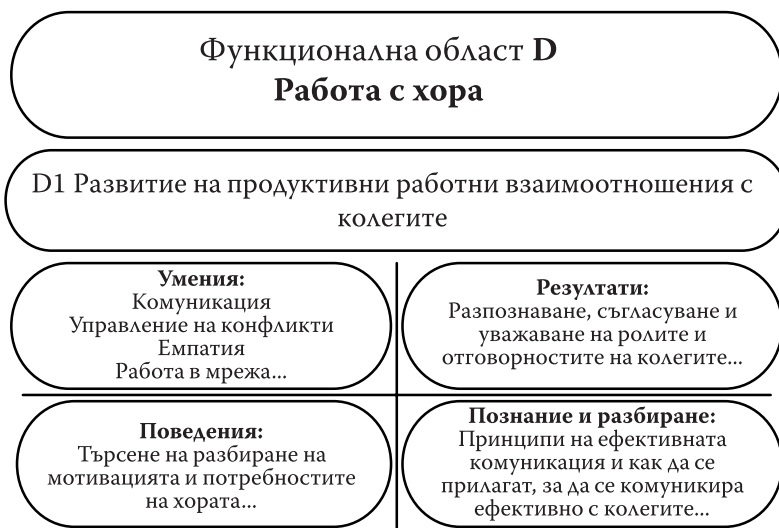 Функционална област D
Работа с хора
D1 Развитие на продуктивни работни взаимоотношения с
колегите
Умения:
Комуникация
Управление на конфликти
Емпатия
Работа в мрежа...
Резултати:
Разпознаване, съгласуване и
уважаване на ролите и
отговорностите на колегите...
Поведения:
Търсене на разбиране на
мотивацията и потребностите
на хората...
Познание и разбиране:
Принципи на ефективната
комуникация и как да се
прилагат, за да се комуникира
ефективно с колегите...